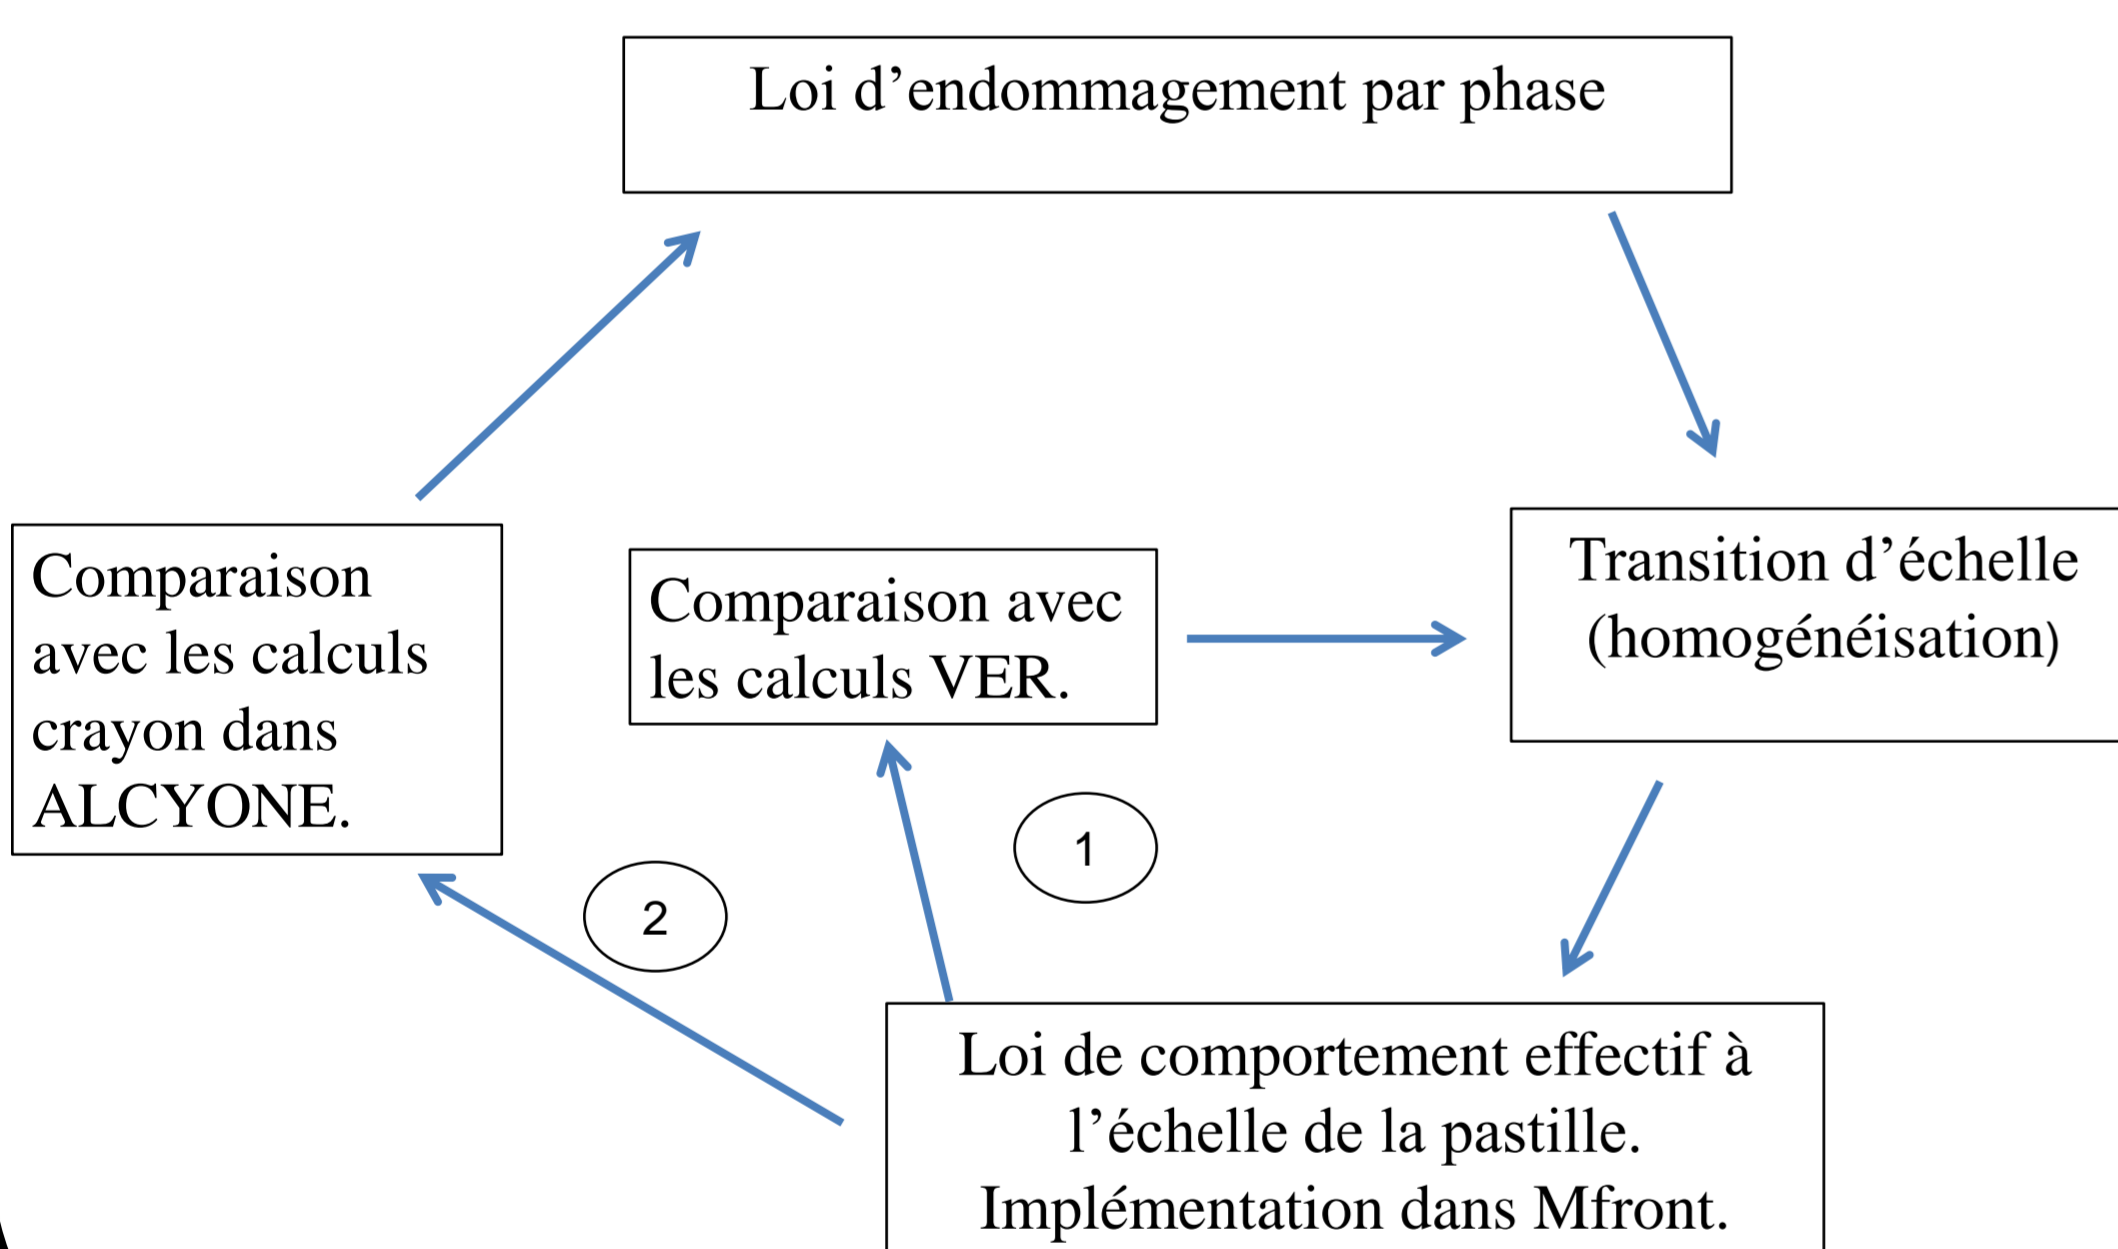 Loi d’endommagement par phase
Comparaison
avec les calculs
crayon dans
ALCYONE.
Comparaison avec
les calculs VER.
Transition d’échelle
(homogénéisation)
1
2
Loi de comportement effectif à
l’échelle de la pastille.
Implémentation dans Mfront.